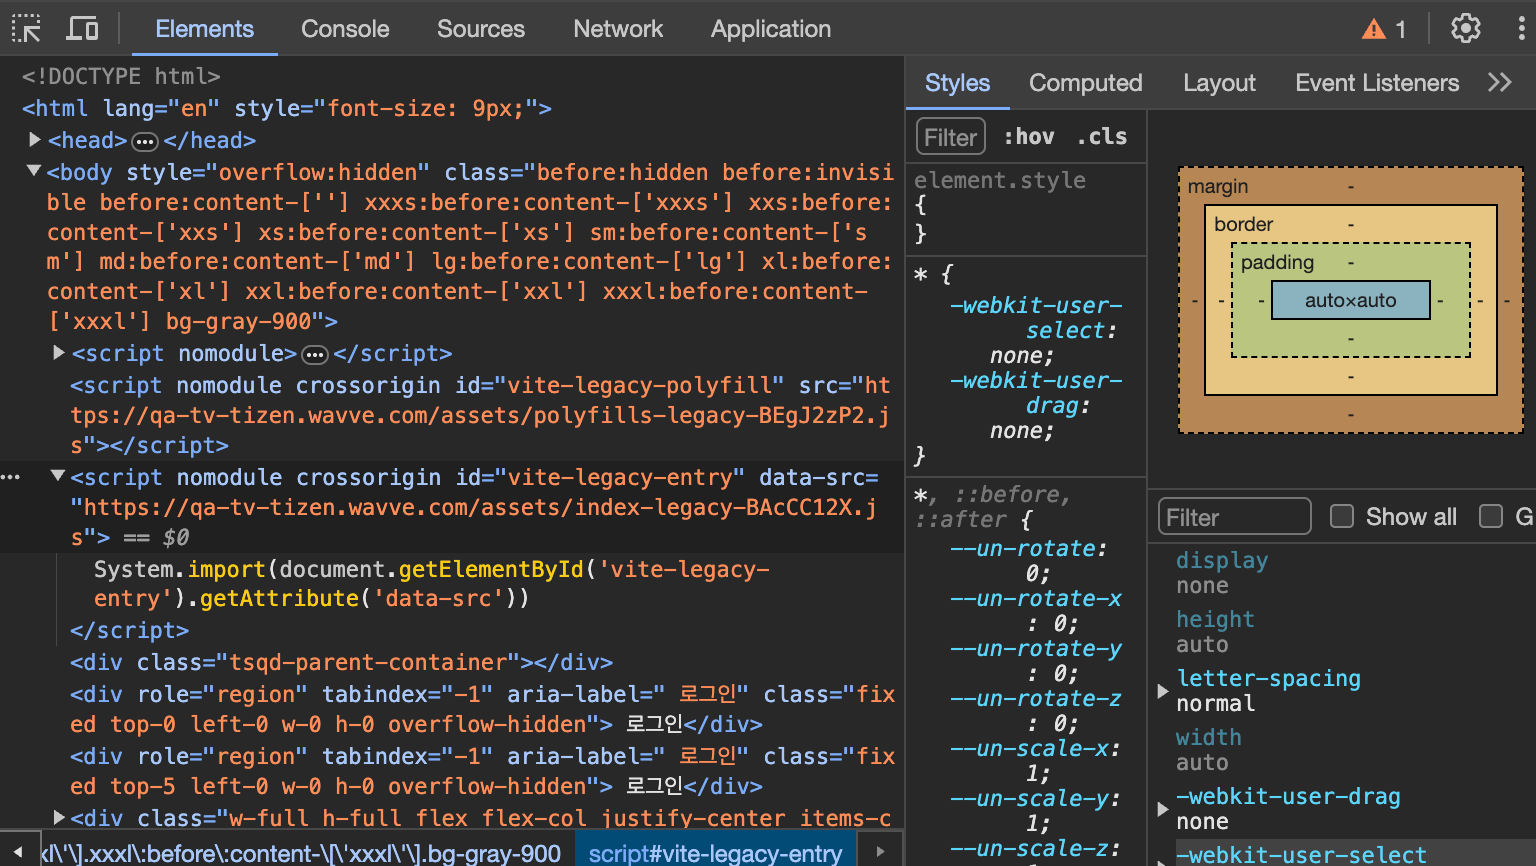 Elements Console Sources Network Application 1
<!DOCTYPE html>
<html lang="en" style="font-size: 9px;">
<head>…</head>
<body style="overflow:hidden" class="before:hidden before:invisi
ble before:content-[''] xxxs:before:content-['xxxs'] xxs:before:
content-['xxs'] xs:before:content-['xs'] sm:before:content-['s
m'] md:before:content-['md'] lg:before:content-['lg'] xl:before:
content-['xl'] xxl:before:content-['xxl'] xxxl:before:content-
['xxxl'] bg-gray-900">
<script nomodule>…</script>
<script nomodule crossorigin id="vite-legacy-polyfill" src="ht
tps://qa-tv-tizen.wavve.com/assets/polyfills-legacy-BEgJ2zP2.j
s"></script>
… <script nomodule crossorigin id="vite-legacy-entry" data-src=
"https://qa-tv-tizen.wavve.com/assets/index-legacy-BAcCC12X.j
s"> == $0
System.import(document.getElementById('vite-legacy-
entry').getAttribute('data-src'))
</script>
<div class="tsqd-parent-container"></div>
<div role="region" tabindex="-1" aria-label=" 로그인" class="fix
ed top-0 left-0 w-0 h-0 overflow-hidden"> 로그인</div>
<div role="region" tabindex="-1" aria-label=" 로그인" class="fix
ed top-5 left-0 w-0 h-0 overflow-hidden"> 로그인</div>
<div class="w-full h-full flex flex-col justify-center items-c
xl\'\].xxxl\:before\:content-\[\'xxxl\'\].bg-gray-900 script#vite-legacy-entry
Styles Computed Layout Event Listeners
Filter :hov .cls
element.style
{
}
* {
-webkit-user-
select:
none;
-webkit-user-
drag:
none;
}
*, ::before,
::after {
--un-rotate:
0;
--un-rotate-x
: 0;
--un-rotate-y
: 0;
--un-rotate-z
: 0;
--un-scale-x:
1;
--un-scale-y:
1;
--un-scale-z:
margin -
border -
padding -
- - - auto×auto - - -
-
-
-
Filter Show all G
display
none
height
auto
letter-spacing
normal
width
auto
-webkit-user-drag
none
-webkit-user-select